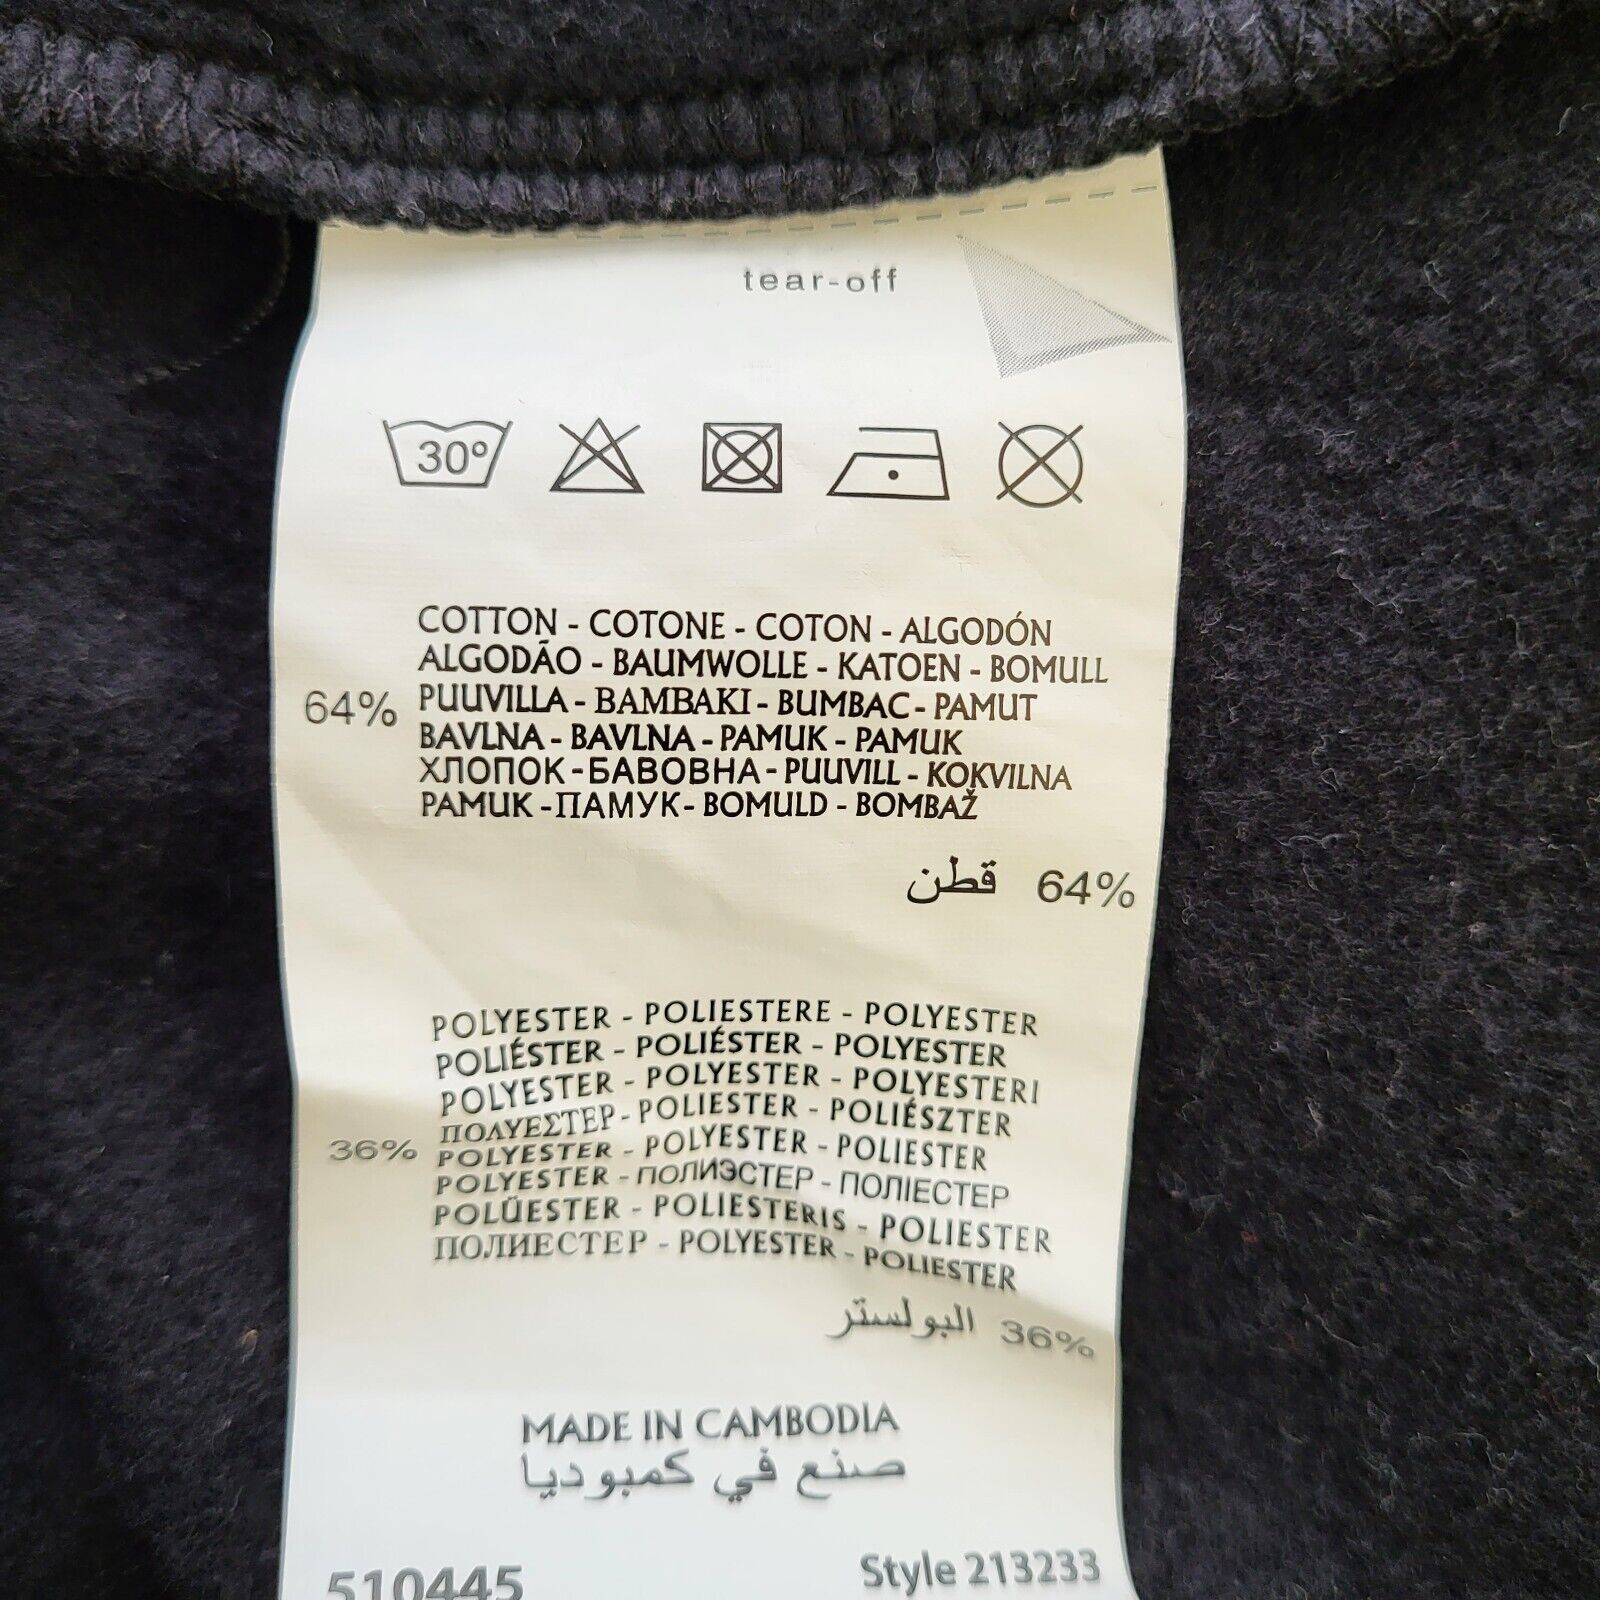 tear-off
30°
COTTON - COTONE - COTON - ALGODÓN
ALGODÃO - BAUMWOLLE - KATOEN - BOMULL
64% PUUVILLA - BAMBAKI - BUMBAC - PAMUT
BAVLNA - BAVLNA - PAMUK - PAMUK
ХЛОПОК - БАВОВНА - PUUVILL - KOKVILNA
PAMUK - ПАМУК - BOMULD - BOMBAŽ
قطن 64%
POLYESTER - POLIESTERE - POLYESTER
POLIÉSTER - POLIÉSTER - POLYESTER
POLYESTER - POLYESTER - POLYESTERI
ΠΟΛΥΕΣΤΕΡ - POLIESTER - POLIÉSZTER
36% POLYESTER - POLYESTER - POLIESTER
POLYESTER - ПОЛИЭСТЕР - ПОЛІЕСТЕР
POLÜESTER - POLIESTERIS - POLIESTER
ПОЛИЕСТЕР - POLYESTER - POLIESTER
البولستر 36%
MADE IN CAMBODIA
صنع في كمبوديا
510445 Style 213233